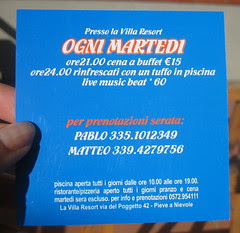 Presso la Villa Resort
OGNI MARTEDI
ore21.00 cena a buffet €15
ore24.00 rinfrescati con un tuffo in piscina
live music beat " 60
per prenotazioni serata:
PABLO 335.1012349
MATTEO 339.4279756
piscina aperta tutti i giorni dalle ore 10.00 alle ore 19.00.
ristorante/pizzeria aperto tutti i giorni pranzo e cena
martedì sera escluso. per info e prenotazioni 0572.954111
La Villa Resort via del Poggetto 42 - Pieve a Nievole